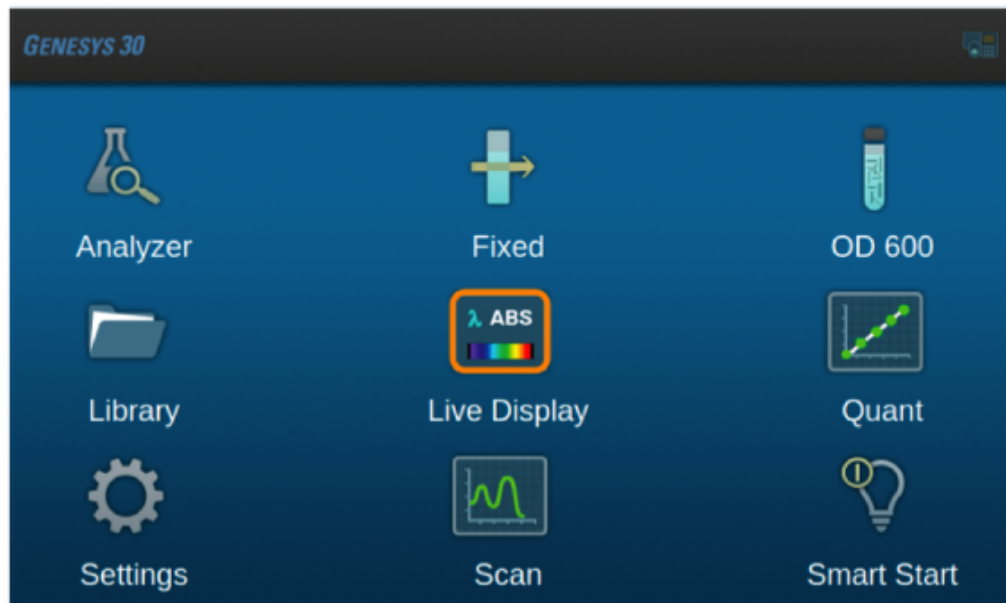 GENESYS 30
Analyzer
Fixed
OD 600
λ ABS
Library
Live Display
Quant
Settings
Scan
Smart Start